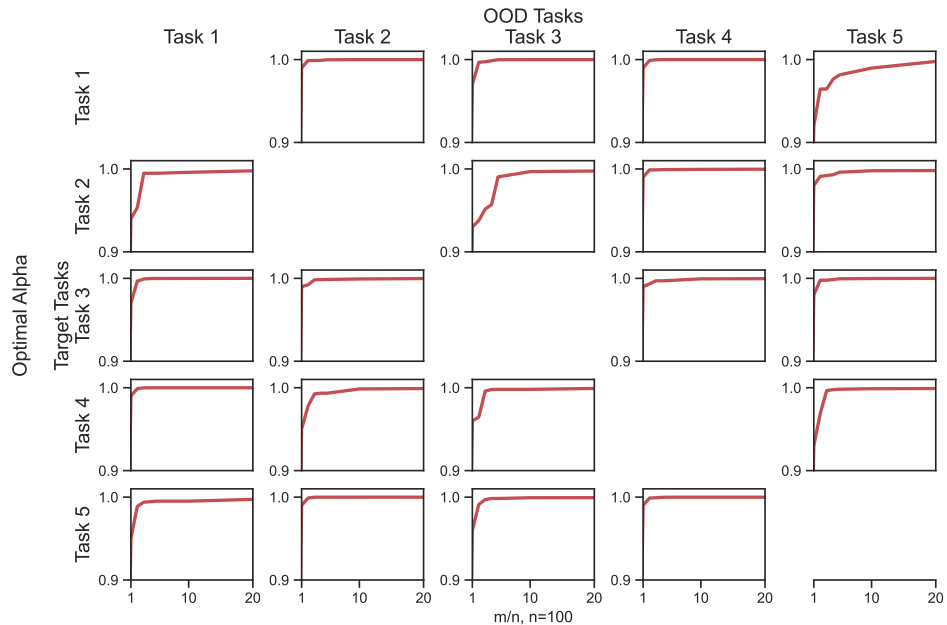 OOD Tasks
Task 1 Task 2 Task 3 Task 4 Task 5
Optimal Alpha
Target Tasks
Task 1
1.0 1.0 1.0 1.0
0.9 0.9 0.9 0.9
Task 2
1.0 1.0 1.0 1.0
0.9 0.9 0.9 0.9
Task 3
1.0 1.0 1.0 1.0
0.9 0.9 0.9 0.9
Task 4
1.0 1.0 1.0 1.0
0.9 0.9 0.9 0.9
Task 5
1.0 1.0 1.0 1.0
0.9 0.9 0.9 0.9
1 10 20 1 10 20 1 10 20 1 10 20 1 10 20
m/n, n=100